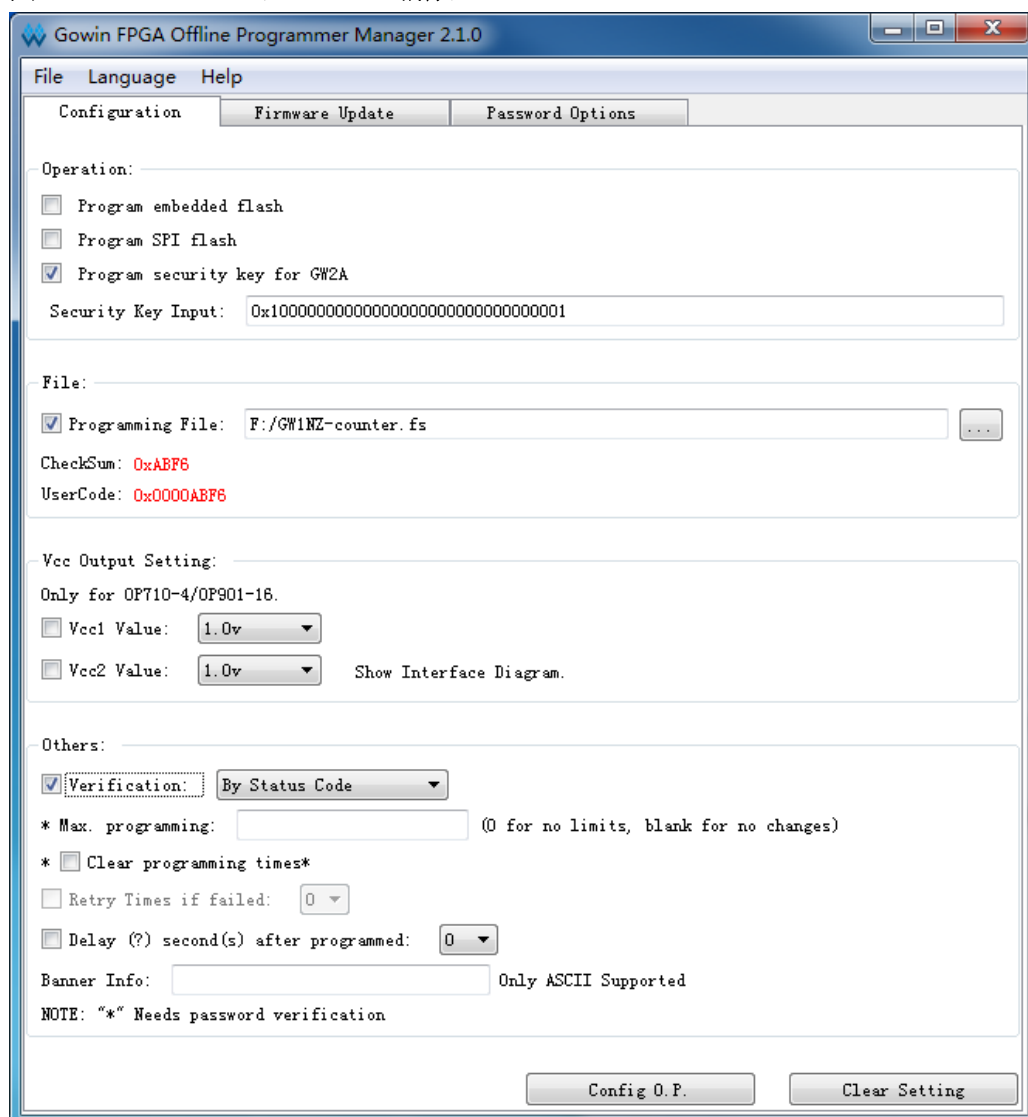 Gowin FPGA Offline Programmer Manager 2.1.0
File Language Help
Configuration Firmware Update Password Options
Operation:
Program embedded flash
Program SPI flash
Program security key for GW2A
Security Key Input: 0x10000000000000000000000000000001
File:
Programming File: F:/GW1NZ-counter.fs ...
CheckSum: 0xABF6
UserCode: 0x0000ABF6
Vcc Output Setting:
Only for OP710-4/OP901-16.
Vcc1 Value: 1.0v
Vcc2 Value: 1.0v Show Interface Diagram.
Others:
Verification: By Status Code
* Max. programming: (0 for no limits, blank for no changes)
* Clear programming times*
Retry Times if failed: 0
Delay (?) second(s) after programmed: 0
Banner Info: Only ASCII Supported
NOTE: "*" Needs password verification
Config O.P. Clear Setting